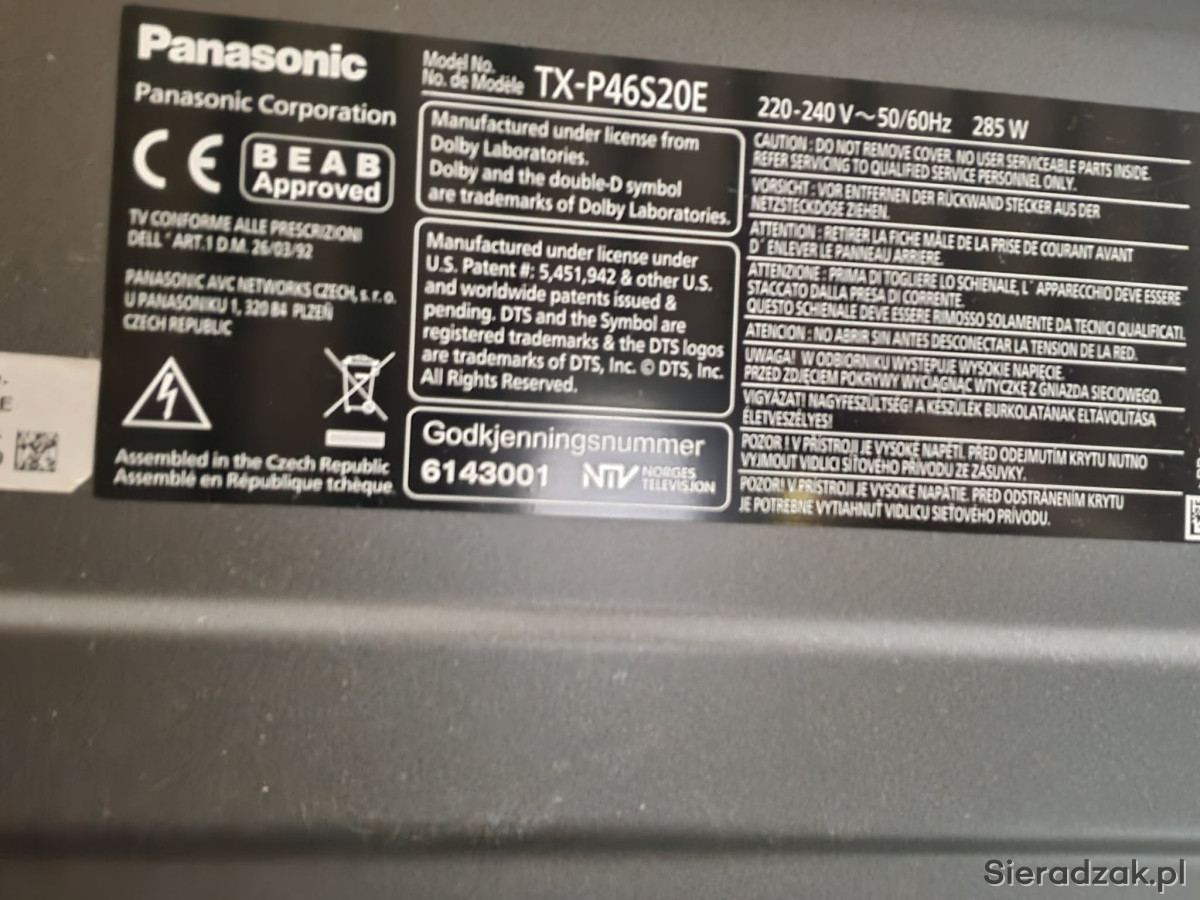 Panasonic
Panasonic Corporation
CE
BEAB
Approved
TV CONFORME ALLE PRESCRIZIONI
DELL´ ART.1 D.M. 26/03/92
PANASONIC AVC NETWORKS CZECH, s. r. o.
U PANASONIKU 1, 320 84 PLZEŇ
CZECH REPUBLIC
Assembled in the Czech Republic
Assemblé en République tchèque
Model No.
No. de Modèle TX-P46S20E
220-240 V~50/60Hz 285 W
Manufactured under license from
Dolby Laboratories.
Dolby and the double-D symbol
are trademarks of Dolby Laboratories.
Manufactured under license under
U.S. Patent #: 5,451,942 & other U.S.
and worldwide patents issued &
pending. DTS and the Symbol are
registered trademarks & the DTS logos
are trademarks of DTS, Inc. © DTS, Inc.
All Rights Reserved.
Godkjenningsnummer
6143001 NTV NORGES
TELEVISJON
CAUTION : DO NOT REMOVE COVER. NO USER SERVICEABLE PARTS INSIDE.
REFER SERVICING TO QUALIFIED SERVICE PERSONNEL ONLY.
VORSICHT : VOR ENTFERNEN DER RÜCKWAND STECKER AUS DER
NETZSTECKDOSE ZIEHEN.
ATTENTION : RETIRER LA FICHE MÂLE DE LA PRISE DE COURANT AVANT
D´ ENLEVER LE PANNEAU ARRIERE.
ATTENZIONE : PRIMA DI TOGLIERE LO SCHIENALE, L´ APPARECCHIO DEVE ESSERE
STACCATO DALLA PRESA DI CORRENTE.
QUESTO SCHIENALE DEVE ESSERE RIMOSSO SOLAMENTE DA TECNICI QUALIFICATI.
ATENCION : NO ABRIR SIN ANTES DESCONECTAR LA TENSION DE LA RED.
UWAGA! W ODBIORNIKU WYSTĘPUJE WYSOKIE NAPIĘCIE.
PRZED ZDJĘCIEM POKRYWY WYCIĄGNĄĆ WTYCZKĘ Z GNIAZDA SIECIOWEGO.
VIGYÁZAT! NAGYFESZÜLTSÉG! A KÉSZÜLÉK BURKOLATÁNAK ELTÁVOLÍTÁSA
ÉLETVESZÉLYES!
POZOR ! V PŘÍSTROJI JE VYSOKÉ NAPĚTÍ. PŘED ODEJMUTÍM KRYTU NUTNO
VYJMOUT VIDLICI SÍŤOVÉHO PŘÍVODU ZE ZÁSUVKY.
POZOR! V PRÍSTROJI JE VYSOKÉ NAPÄTIE. PRED ODSTRÁNENÍM KRYTU
JE POTREBNÉ VYTIAHNUŤ VIDLICU SIEŤOVÉHO PRÍVODU.
Sieradzak.pl